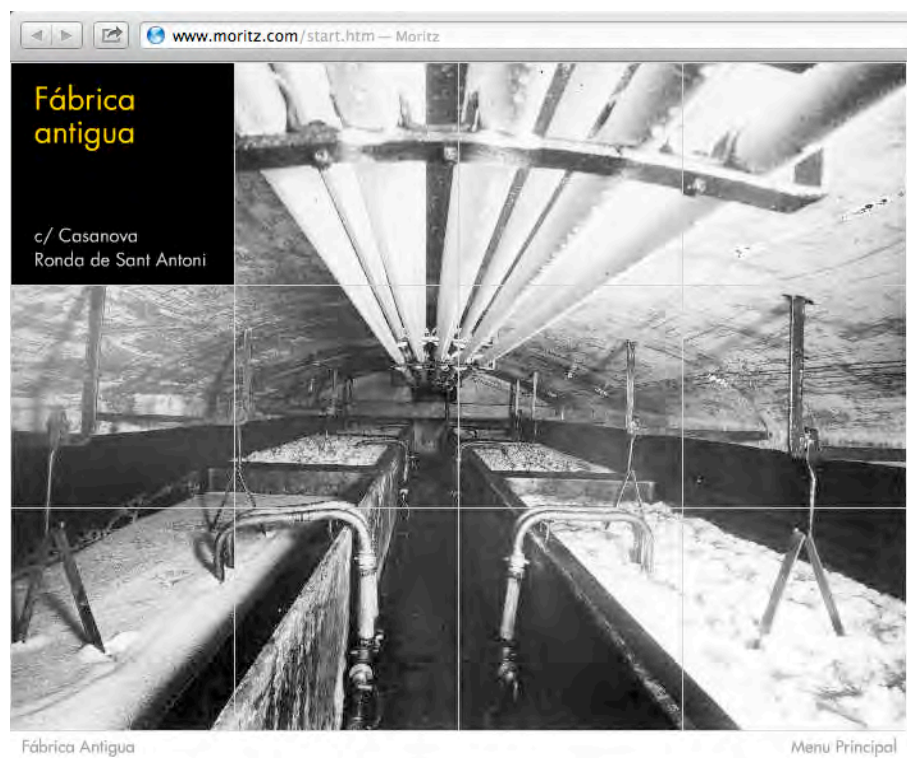 www.moritz.com/start.htm — Moritz
Fábrica
antigua
c/ Casanova
Ronda de Sant Antoni
Fábrica Antigua
Menu Principal